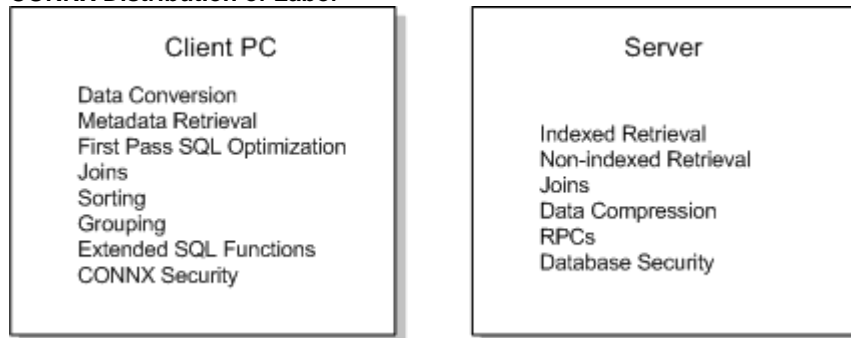 CONNX Distribution of Labor
Client PC
Data Conversion
Metadata Retrieval
First Pass SQL Optimization
Joins
Sorting
Grouping
Extended SQL Functions
CONNX Security
Server
Indexed Retrieval
Non-indexed Retrieval
Joins
Data Compression
RPCs
Database Security